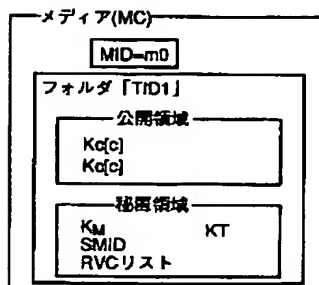 メディア(MC)
MID=m0
フォルダ「TID1」
公開領域
Kc[c]
Kc[c]
秘匿領域
KM KT
SMID
RVCリスト